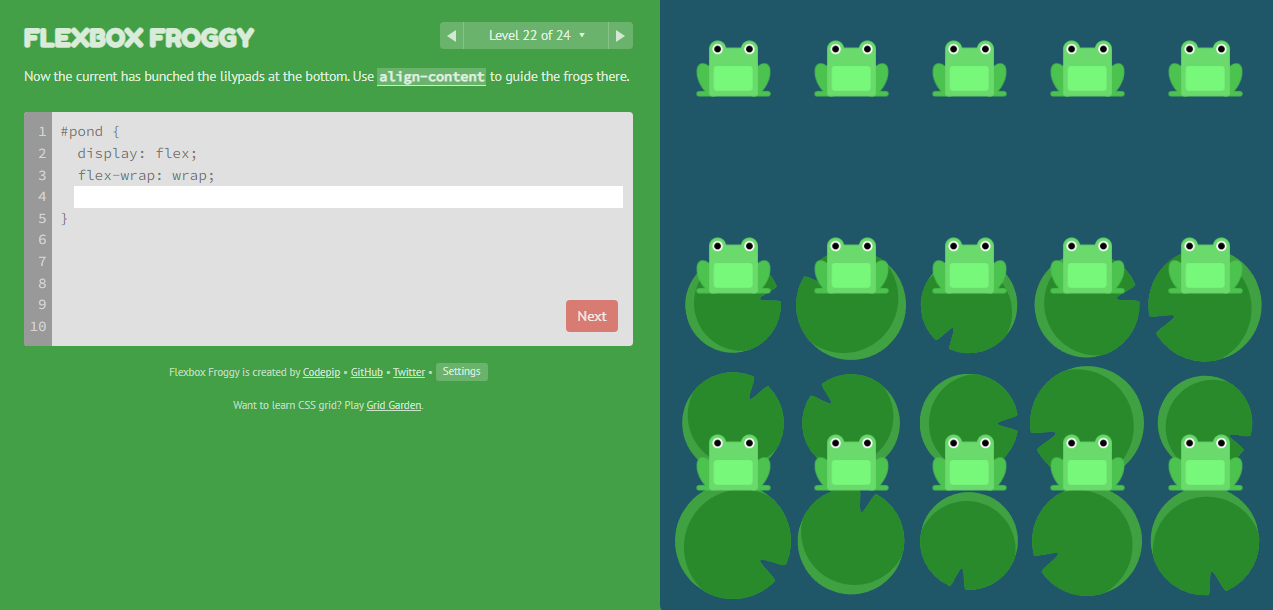 FLEXBOX FROGGY
Level 22 of 24
Now the current has bunched the lilypads at the bottom. Use align-content to guide the frogs there.
1 #pond {
2 display: flex;
3 flex-wrap: wrap;
4
5 }
6
7
8
9
10
Next
Flexbox Froggy is created by Codepip • GitHub • Twitter • Settings
Want to learn CSS grid? Play Grid Garden.